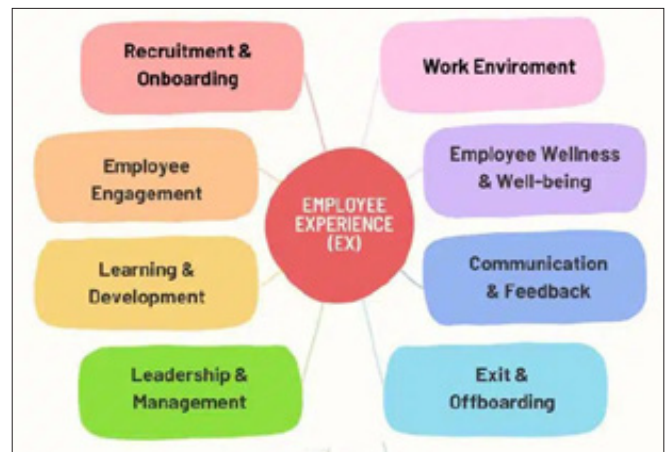 Recruitment &
Onboarding
Work Enviroment
Employee
Engagement
Employee Wellness
& Well-being
EMPLOYEE
EXPERIENCE
(EX)
Learning &
Development
Communication
& Feedback
Leadership &
Management
Exit &
Offboarding